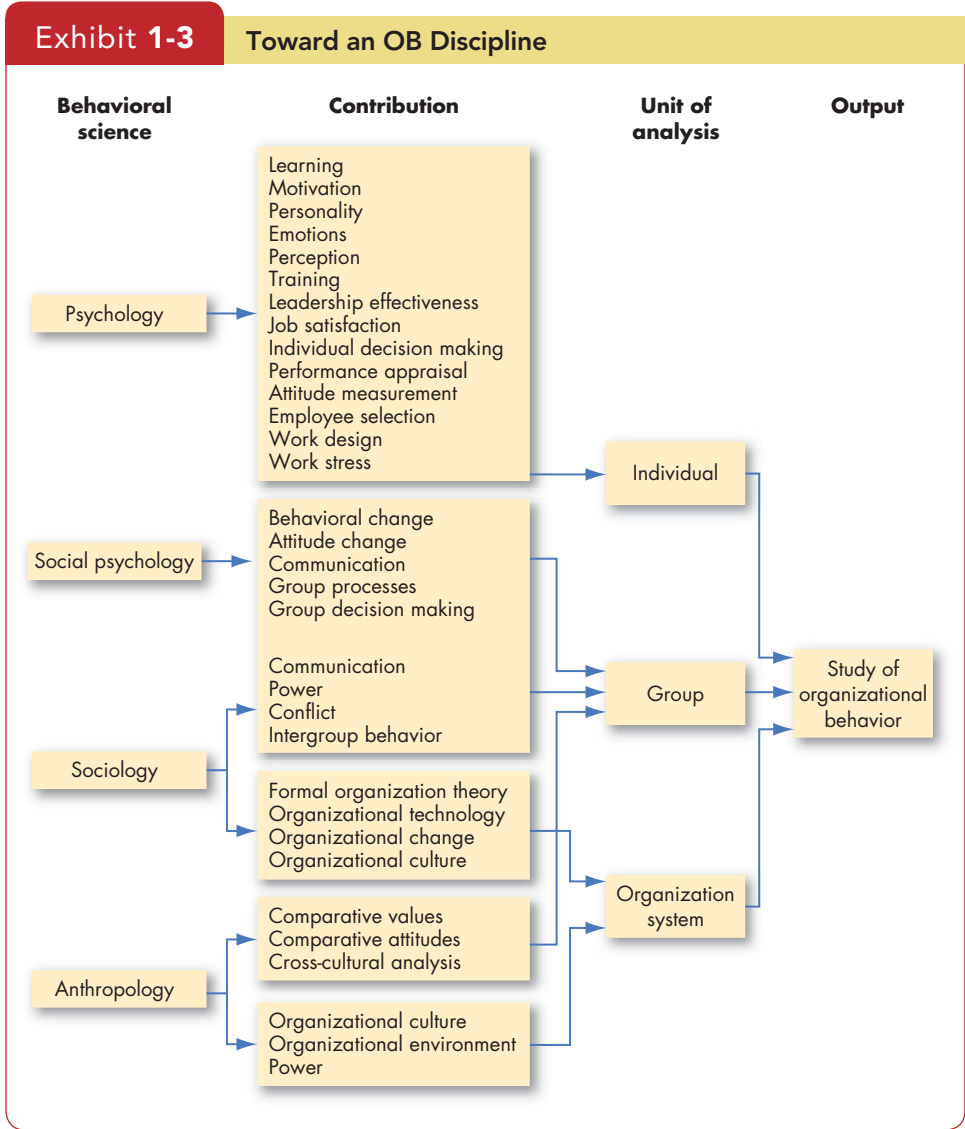 Exhibit 1-3
Toward an OB Discipline
Behavioral
science
Contribution
Unit of
analysis
Output
Psychology
Learning
Motivation
Personality
Emotions
Perception
Training
Leadership effectiveness
Job satisfaction
Individual decision making
Performance appraisal
Attitude measurement
Employee selection
Work design
Work stress
Individual
Social psychology
Behavioral change
Attitude change
Communication
Group processes
Group decision making
Communication
Power
Conflict
Intergroup behavior
Group
Study of
organizational
behavior
Sociology
Formal organization theory
Organizational technology
Organizational change
Organizational culture
Organization
system
Anthropology
Comparative values
Comparative attitudes
Cross-cultural analysis
Organizational culture
Organizational environment
Power